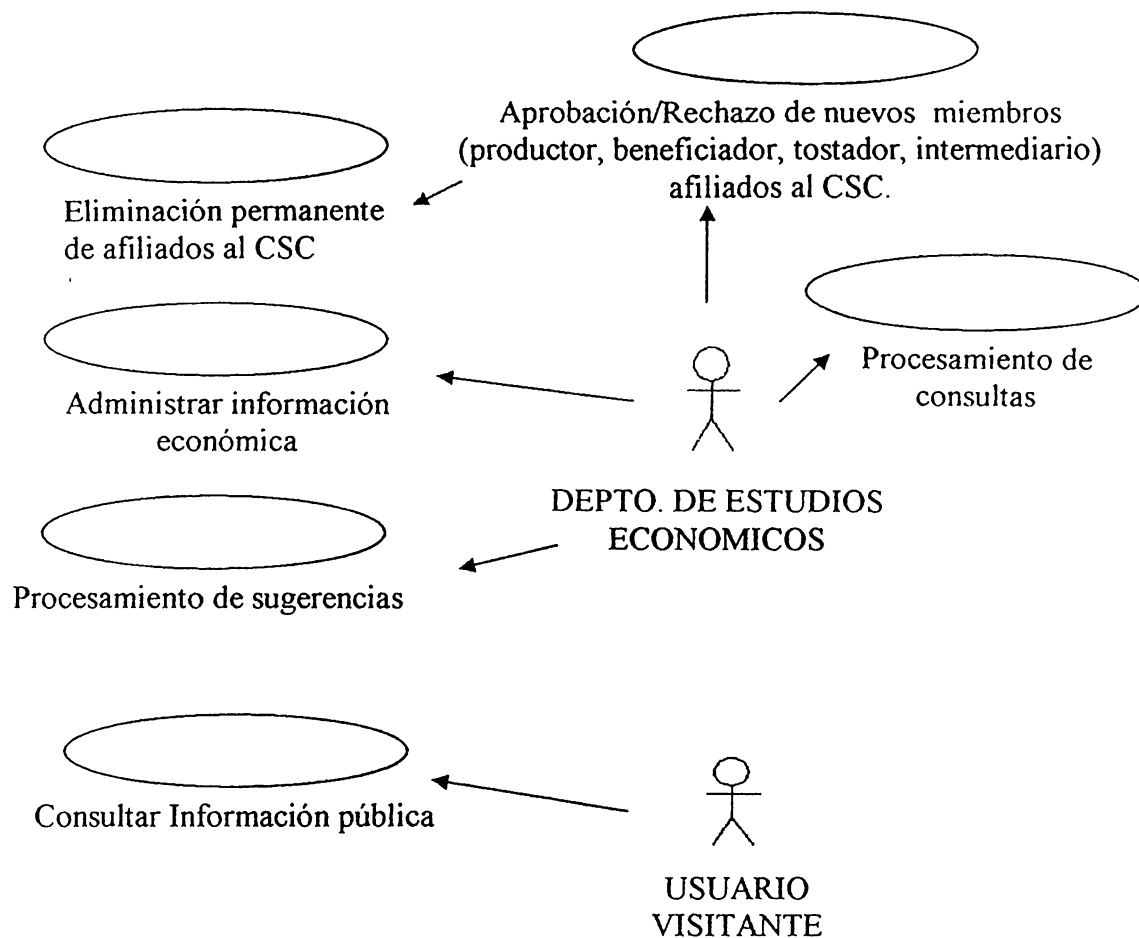 Aprobación/Rechazo de nuevos miembros
(productor, beneficiador, tostador, intermediario)
afiliados al CSC.
Eliminación permanente
de afiliados al CSC
Procesamiento de
consultas
Administrar información
económica
DEPTO. DE ESTUDIOS
ECONOMICOS
Procesamiento de sugerencias
Consultar Información pública
USUARIO
VISITANTE